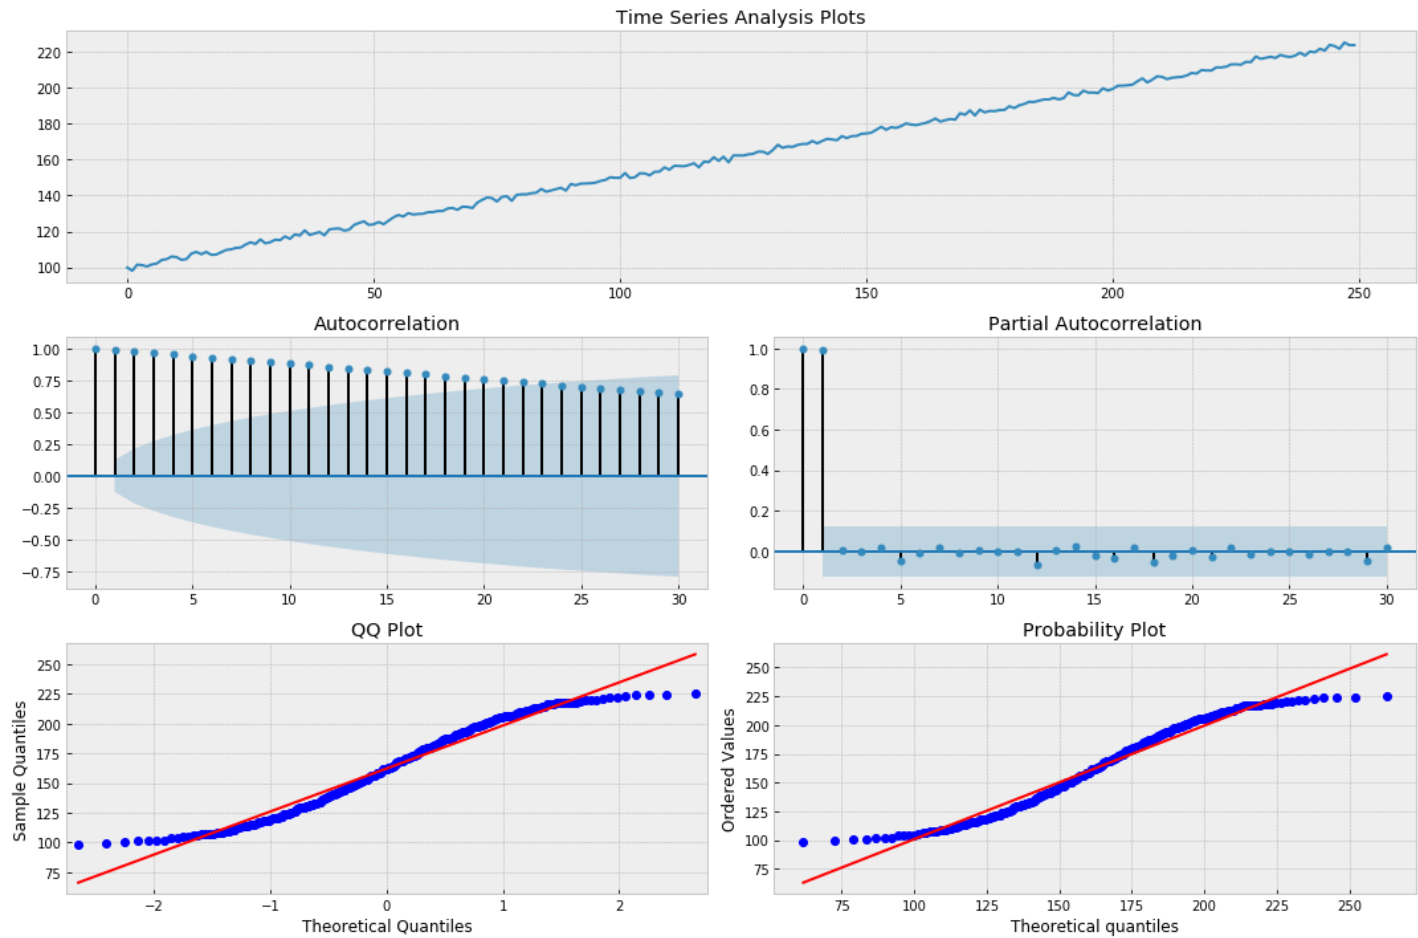 Time Series Analysis Plots
220
200
180
160
140
120
100
0 50 100 150 200 250
Autocorrelation
1.00
0.75
0.50
0.25
0.00
−0.25
−0.50
−0.75
0 5 10 15 20 25 30
Partial Autocorrelation
1.0
0.8
0.6
0.4
0.2
0.0
0 5 10 15 20 25 30
QQ Plot
Sample Quantiles
250
225
200
175
150
125
100
75
−2 −1 0 1 2
Theoretical Quantiles
Probability Plot
Ordered Values
250
225
200
175
150
125
100
75
75 100 125 150 175 200 225 250
Theoretical quantiles